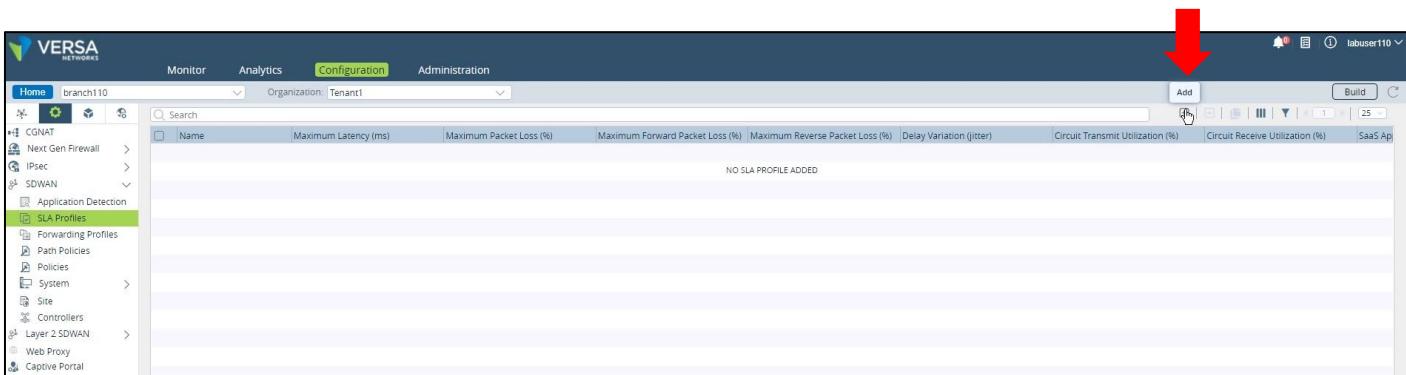 VERSA
NETWORKS
0 labuser110
Monitor Analytics Configuration Administration
Home branch110 Organization: Tenant1 Add Build
Search 1 25
CGNAT
Name Maximum Latency (ms) Maximum Packet Loss (%) Maximum Forward Packet Loss (%) Maximum Reverse Packet Loss (%) Delay Variation (jitter) Circuit Transmit Utilization (%) Circuit Receive Utilization (%) SaaS Ap
Next Gen Firewall
IPsec
NO SLA PROFILE ADDED
SDWAN
Application Detection
SLA Profiles
Forwarding Profiles
Path Policies
Policies
System
Site
Controllers
Layer 2 SDWAN
Web Proxy
Captive Portal